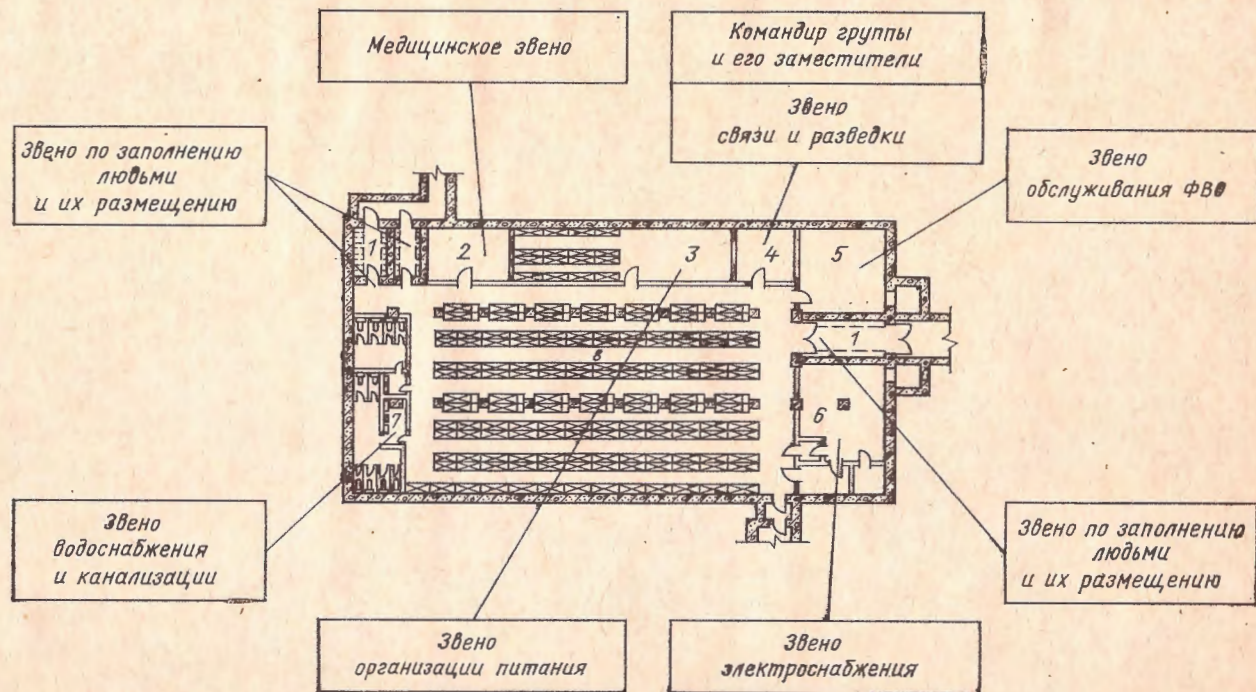 Медицинское звено
Командир группы
и его заместители
Звено
связи и разведки
Звено по заполнению
людьми
и их размещению
Звено
обслуживания ФВО
1
2
3
4
5
1
в
6
7
Звено
водоснабжения
и канализации
Звено по заполнению
людьми
и их размещению
Звено
организации питания
Звено
электроснабжения